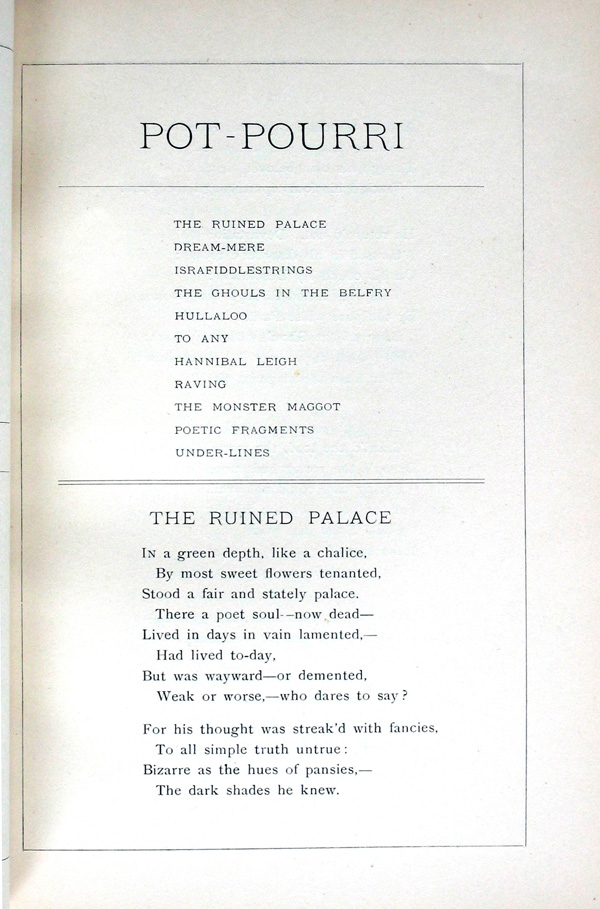 POT-POURRI
THE RUINED PALACE
DREAM-MERE
ISRAFIDDLESTRINGS
THE GHOULS IN THE BELFRY
HULLALOO
TO ANY
HANNIBAL LEIGH
RAVING
THE MONSTER MAGGOT
POETIC FRAGMENTS
UNDER-LINES
THE RUINED PALACE
IN a green depth, like a chalice,
By most sweet flowers tenanted,
Stood a fair and stately palace.
There a poet soul--now dead—
Lived in days in vain lamented,—
Had lived to-day,
But was wayward—or demented,
Weak or worse,—who dares to say?
For his thought was streak'd with fancies,
To all simple truth untrue:
Bizarre as the hues of pansies,—
The dark shades he knew.